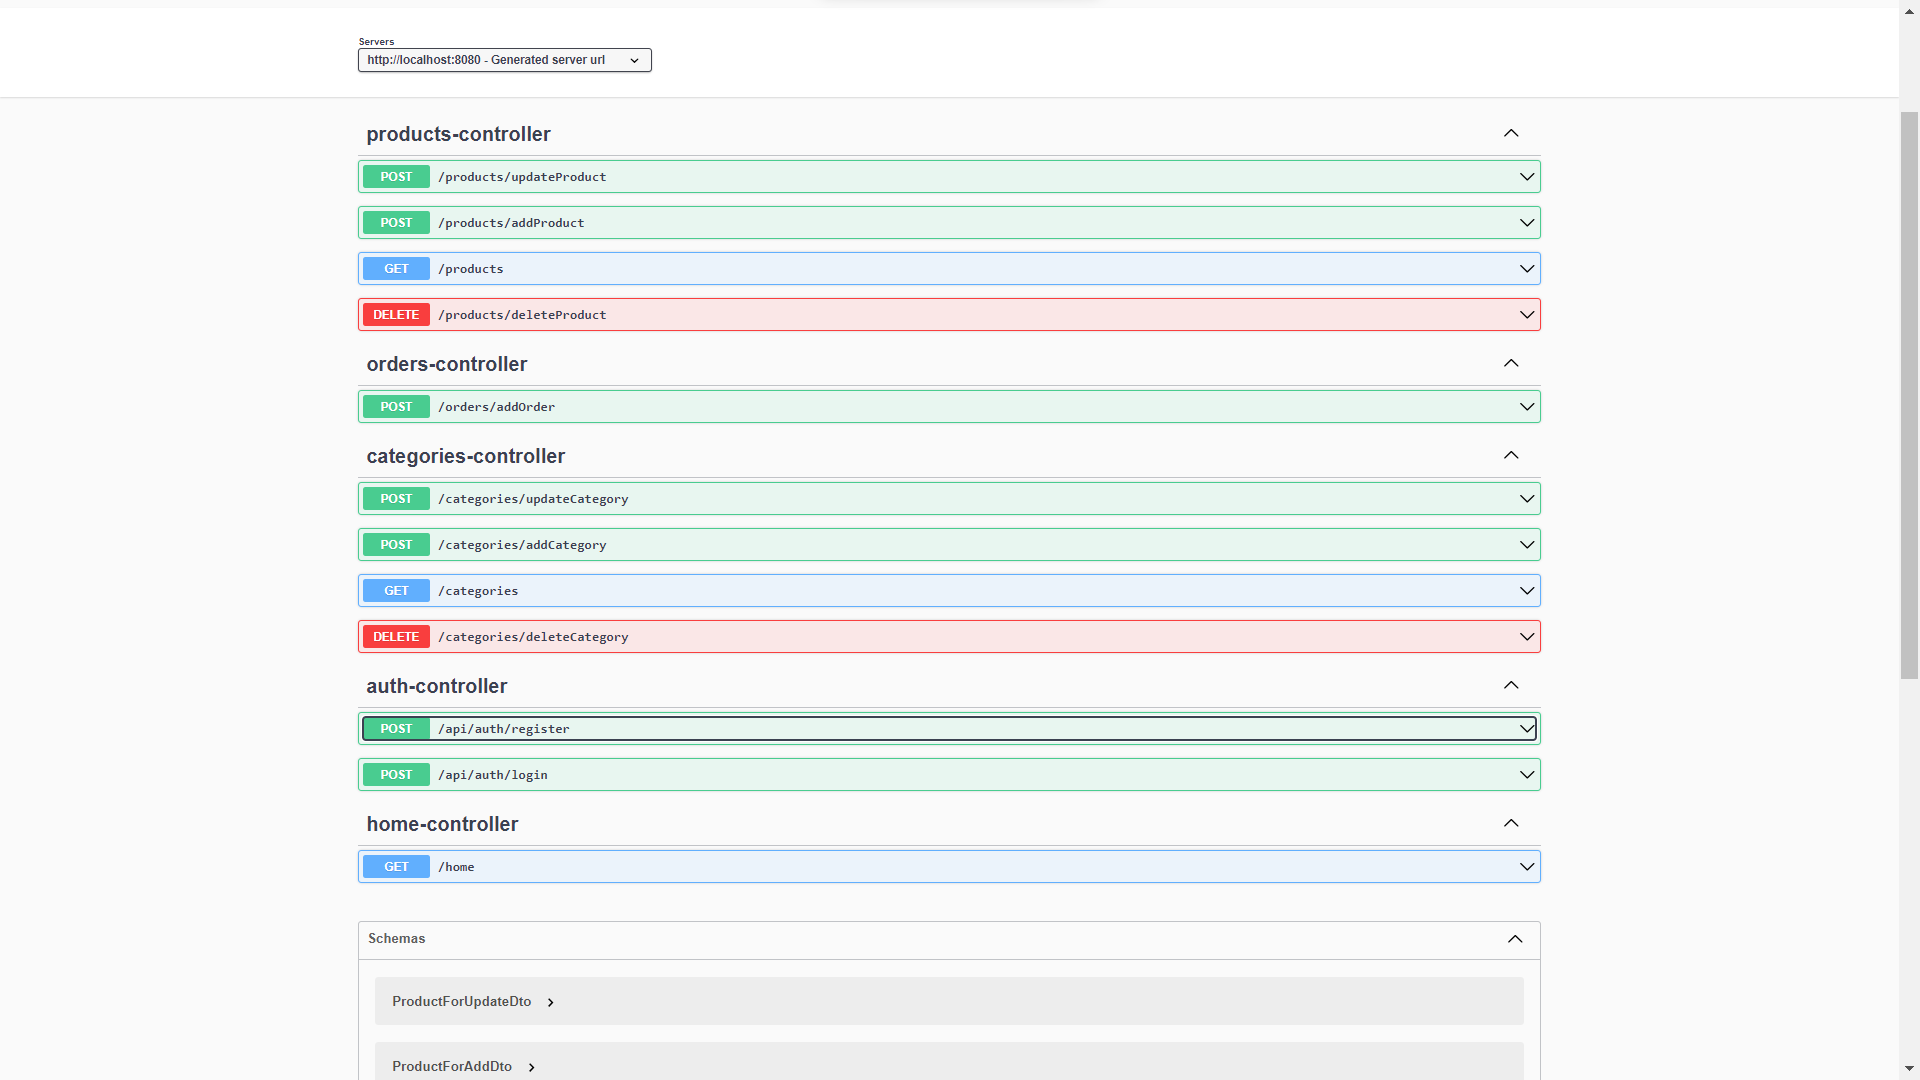 Servers
http://localhost:8080 - Generated server url
products-controller
POST /products/updateProduct
POST /products/addProduct
GET /products
DELETE /products/deleteProduct
orders-controller
POST /orders/addOrder
categories-controller
POST /categories/updateCategory
POST /categories/addCategory
GET /categories
DELETE /categories/deleteCategory
auth-controller
POST /api/auth/register
POST /api/auth/login
home-controller
GET /home
Schemas
ProductForUpdateDto
ProductForAddDto